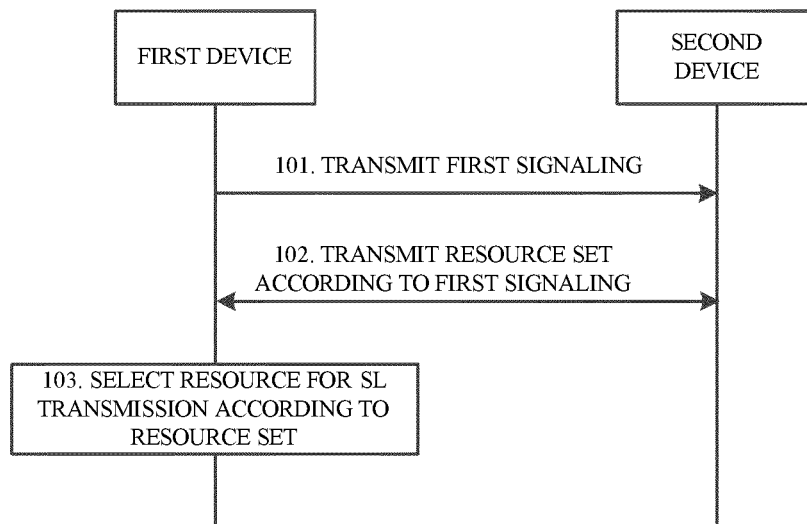 FIRST DEVICE
SECOND
DEVICE
101. TRANSMIT FIRST SIGNALING
102. TRANSMIT RESOURCE SET
ACCORDING TO FIRST SIGNALING
103. SELECT RESOURCE FOR SL
TRANSMISSION ACCORDING TO
RESOURCE SET